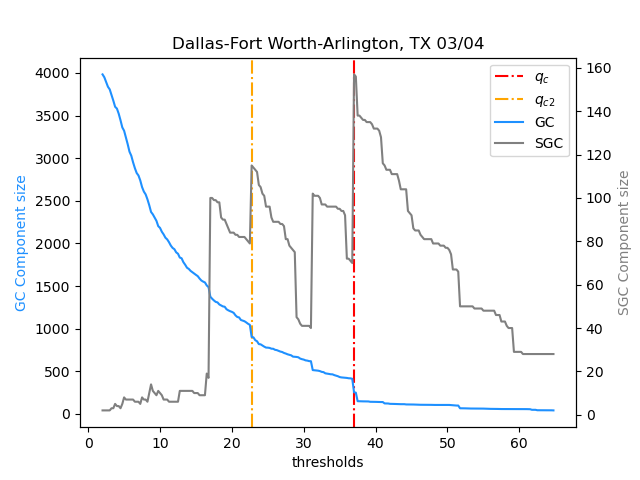 Dallas-Fort Worth-Arlington, TX 03/04
4000
3500
3000
2500
2000
1500
1000
500
0
GC Component size
160
140
120
100
80
60
40
20
0
SGC Component size
q_c
q_{c2}
GC
SGC
0 10 20 30 40 50 60
thresholds